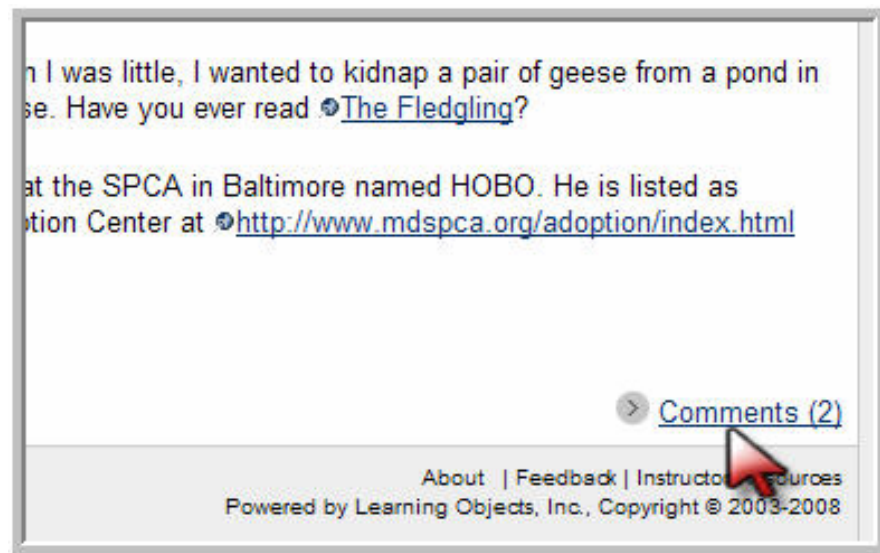 n I was little, I wanted to kidnap a pair of geese from a pond in
se. Have you ever read The Fledgling?
at the SPCA in Baltimore named HOBO. He is listed as
tion Center at http://www.mdspca.org/adoption/index.html
Comments (2)
About | Feedback | Instructor
Powered by Learning Objects, Inc., Copyright © 2003-2008